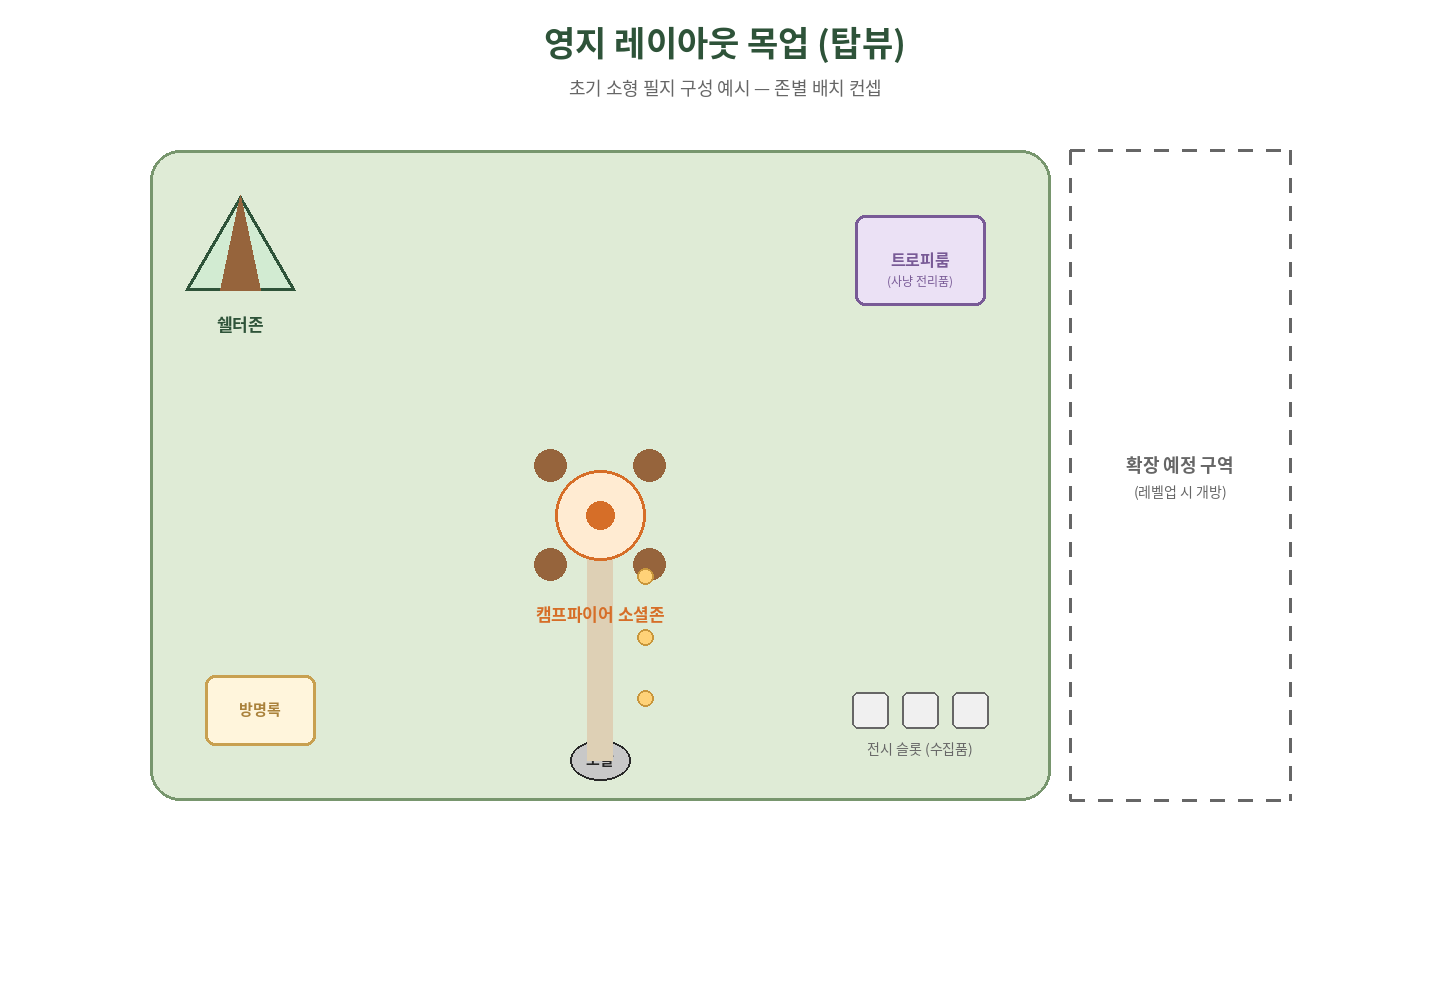 영지 레이아웃 목업 (탑뷰)
초기 소형 필지 구성 예시 — 존별 배치 컨셉
트로피룸
(사냥 전리품)
쉘터존
확장 예정 구역
(레벨업 시 개방)
캠프파이어 소셜존
방명록
전시 슬롯 (수집품)